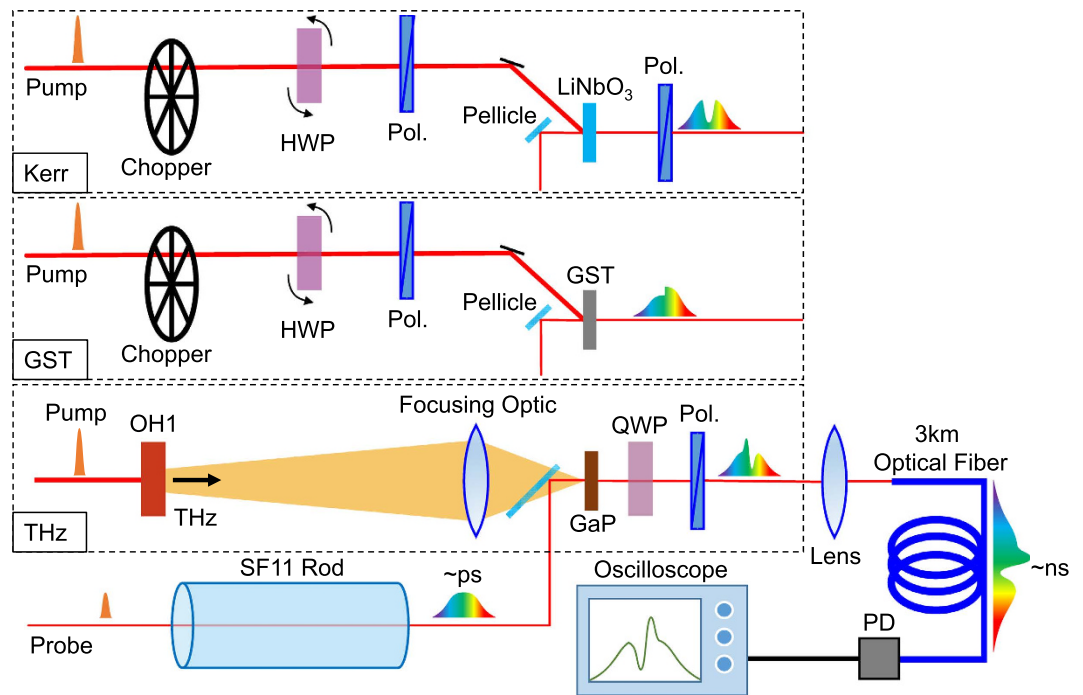 Pump
Chopper
HWP
Pol.
Pellicle
LiNbO₃
Pol.
Kerr
Pump
Chopper
HWP
Pol.
Pellicle
GST
GST
Pump
OH1
THz
Focusing Optic
GaP
QWP
Pol.
THz
Lens
3km
Optical Fiber
~ns
SF11 Rod
~ps
Probe
Oscilloscope
PD